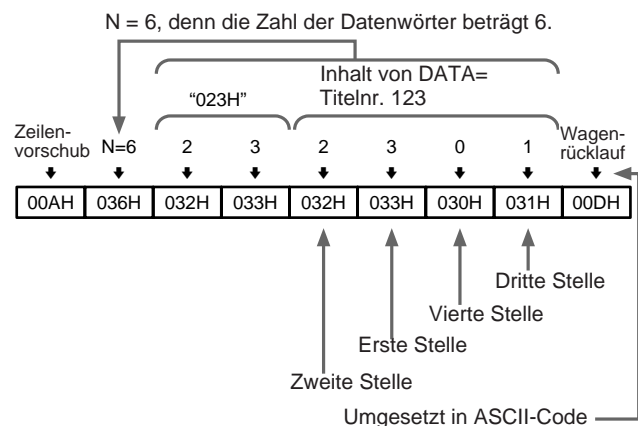 N = 6, denn die Zahl der Datenwörter beträgt 6.
Inhalt von DATA=
Titelnr. 123
“023H”
Zeilen-
vorschub
N=6
2 3 2 3 0 1
Wagen-
rücklauf
00AH 036H 032H 033H 032H 033H 030H 031H 00DH
Dritte Stelle
Vierte Stelle
Erste Stelle
Zweite Stelle
Umgesetzt in ASCII-Code